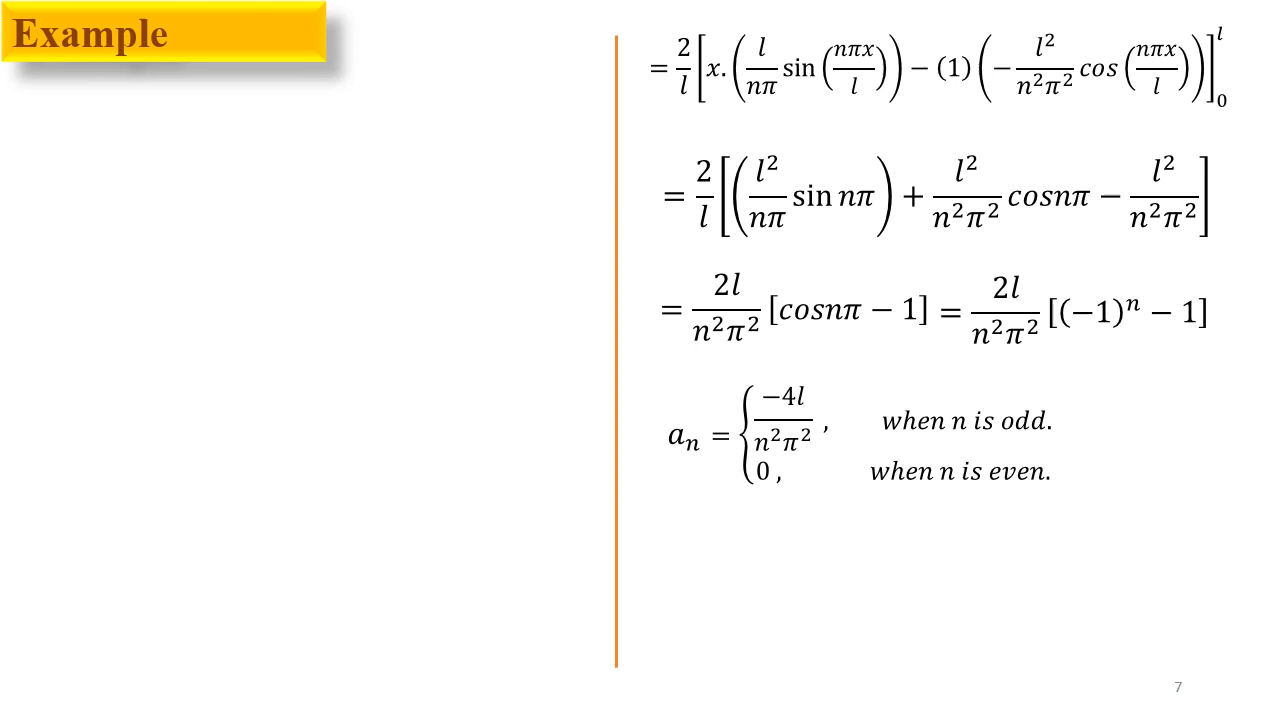 Example
= 2/l [x. (l/nπ sin (nπx/l)) − (1) (−l²/n²π² cos (nπx/l))]₀ˡ
= 2/l [(l²/nπ sin nπ) + l²/n²π² cosnπ − l²/n²π²]
= 2l/n²π² [cosnπ − 1] = 2l/n²π² [(−1)ⁿ − 1]
aₙ = { −4l/n²π² , when n is odd.
0 , when n is even.
7